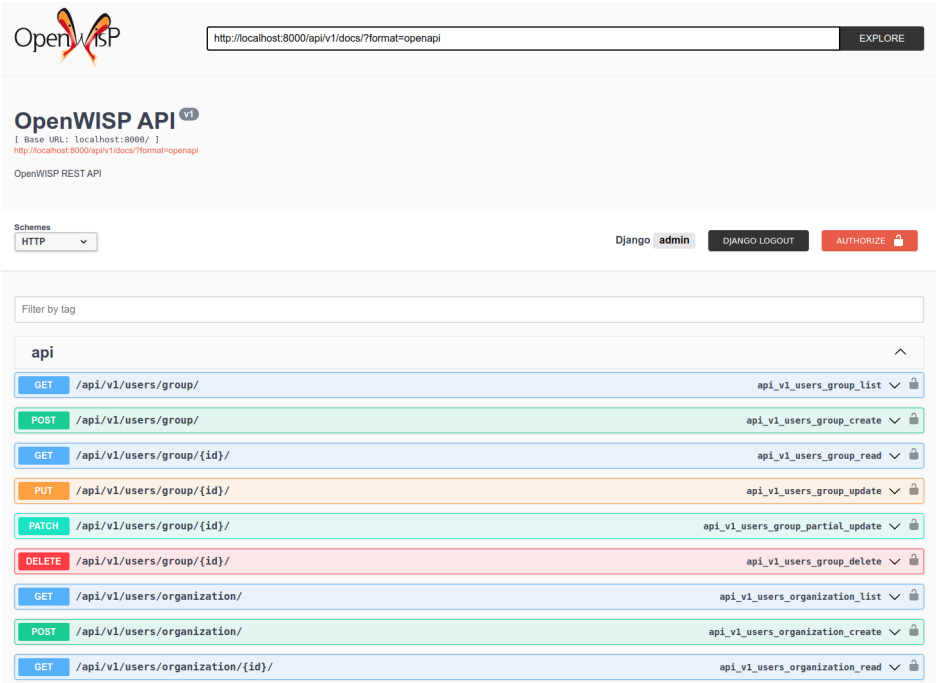 OpenWISP
http://localhost:8000/api/v1/docs/?format=openapi
EXPLORE
OpenWISP API v1
[ Base URL: localhost:8000/ ]
http://localhost:8000/api/v1/docs/?format=openapi
OpenWISP REST API
Schemes
HTTP
Django admin DJANGO LOGOUT AUTHORIZE
Filter by tag
api
GET /api/v1/users/group/ api_v1_users_group_list
POST /api/v1/users/group/ api_v1_users_group_create
GET /api/v1/users/group/{id}/ api_v1_users_group_read
PUT /api/v1/users/group/{id}/ api_v1_users_group_update
PATCH /api/v1/users/group/{id}/ api_v1_users_group_partial_update
DELETE /api/v1/users/group/{id}/ api_v1_users_group_delete
GET /api/v1/users/organization/ api_v1_users_organization_list
POST /api/v1/users/organization/ api_v1_users_organization_create
GET /api/v1/users/organization/{id}/ api_v1_users_organization_read